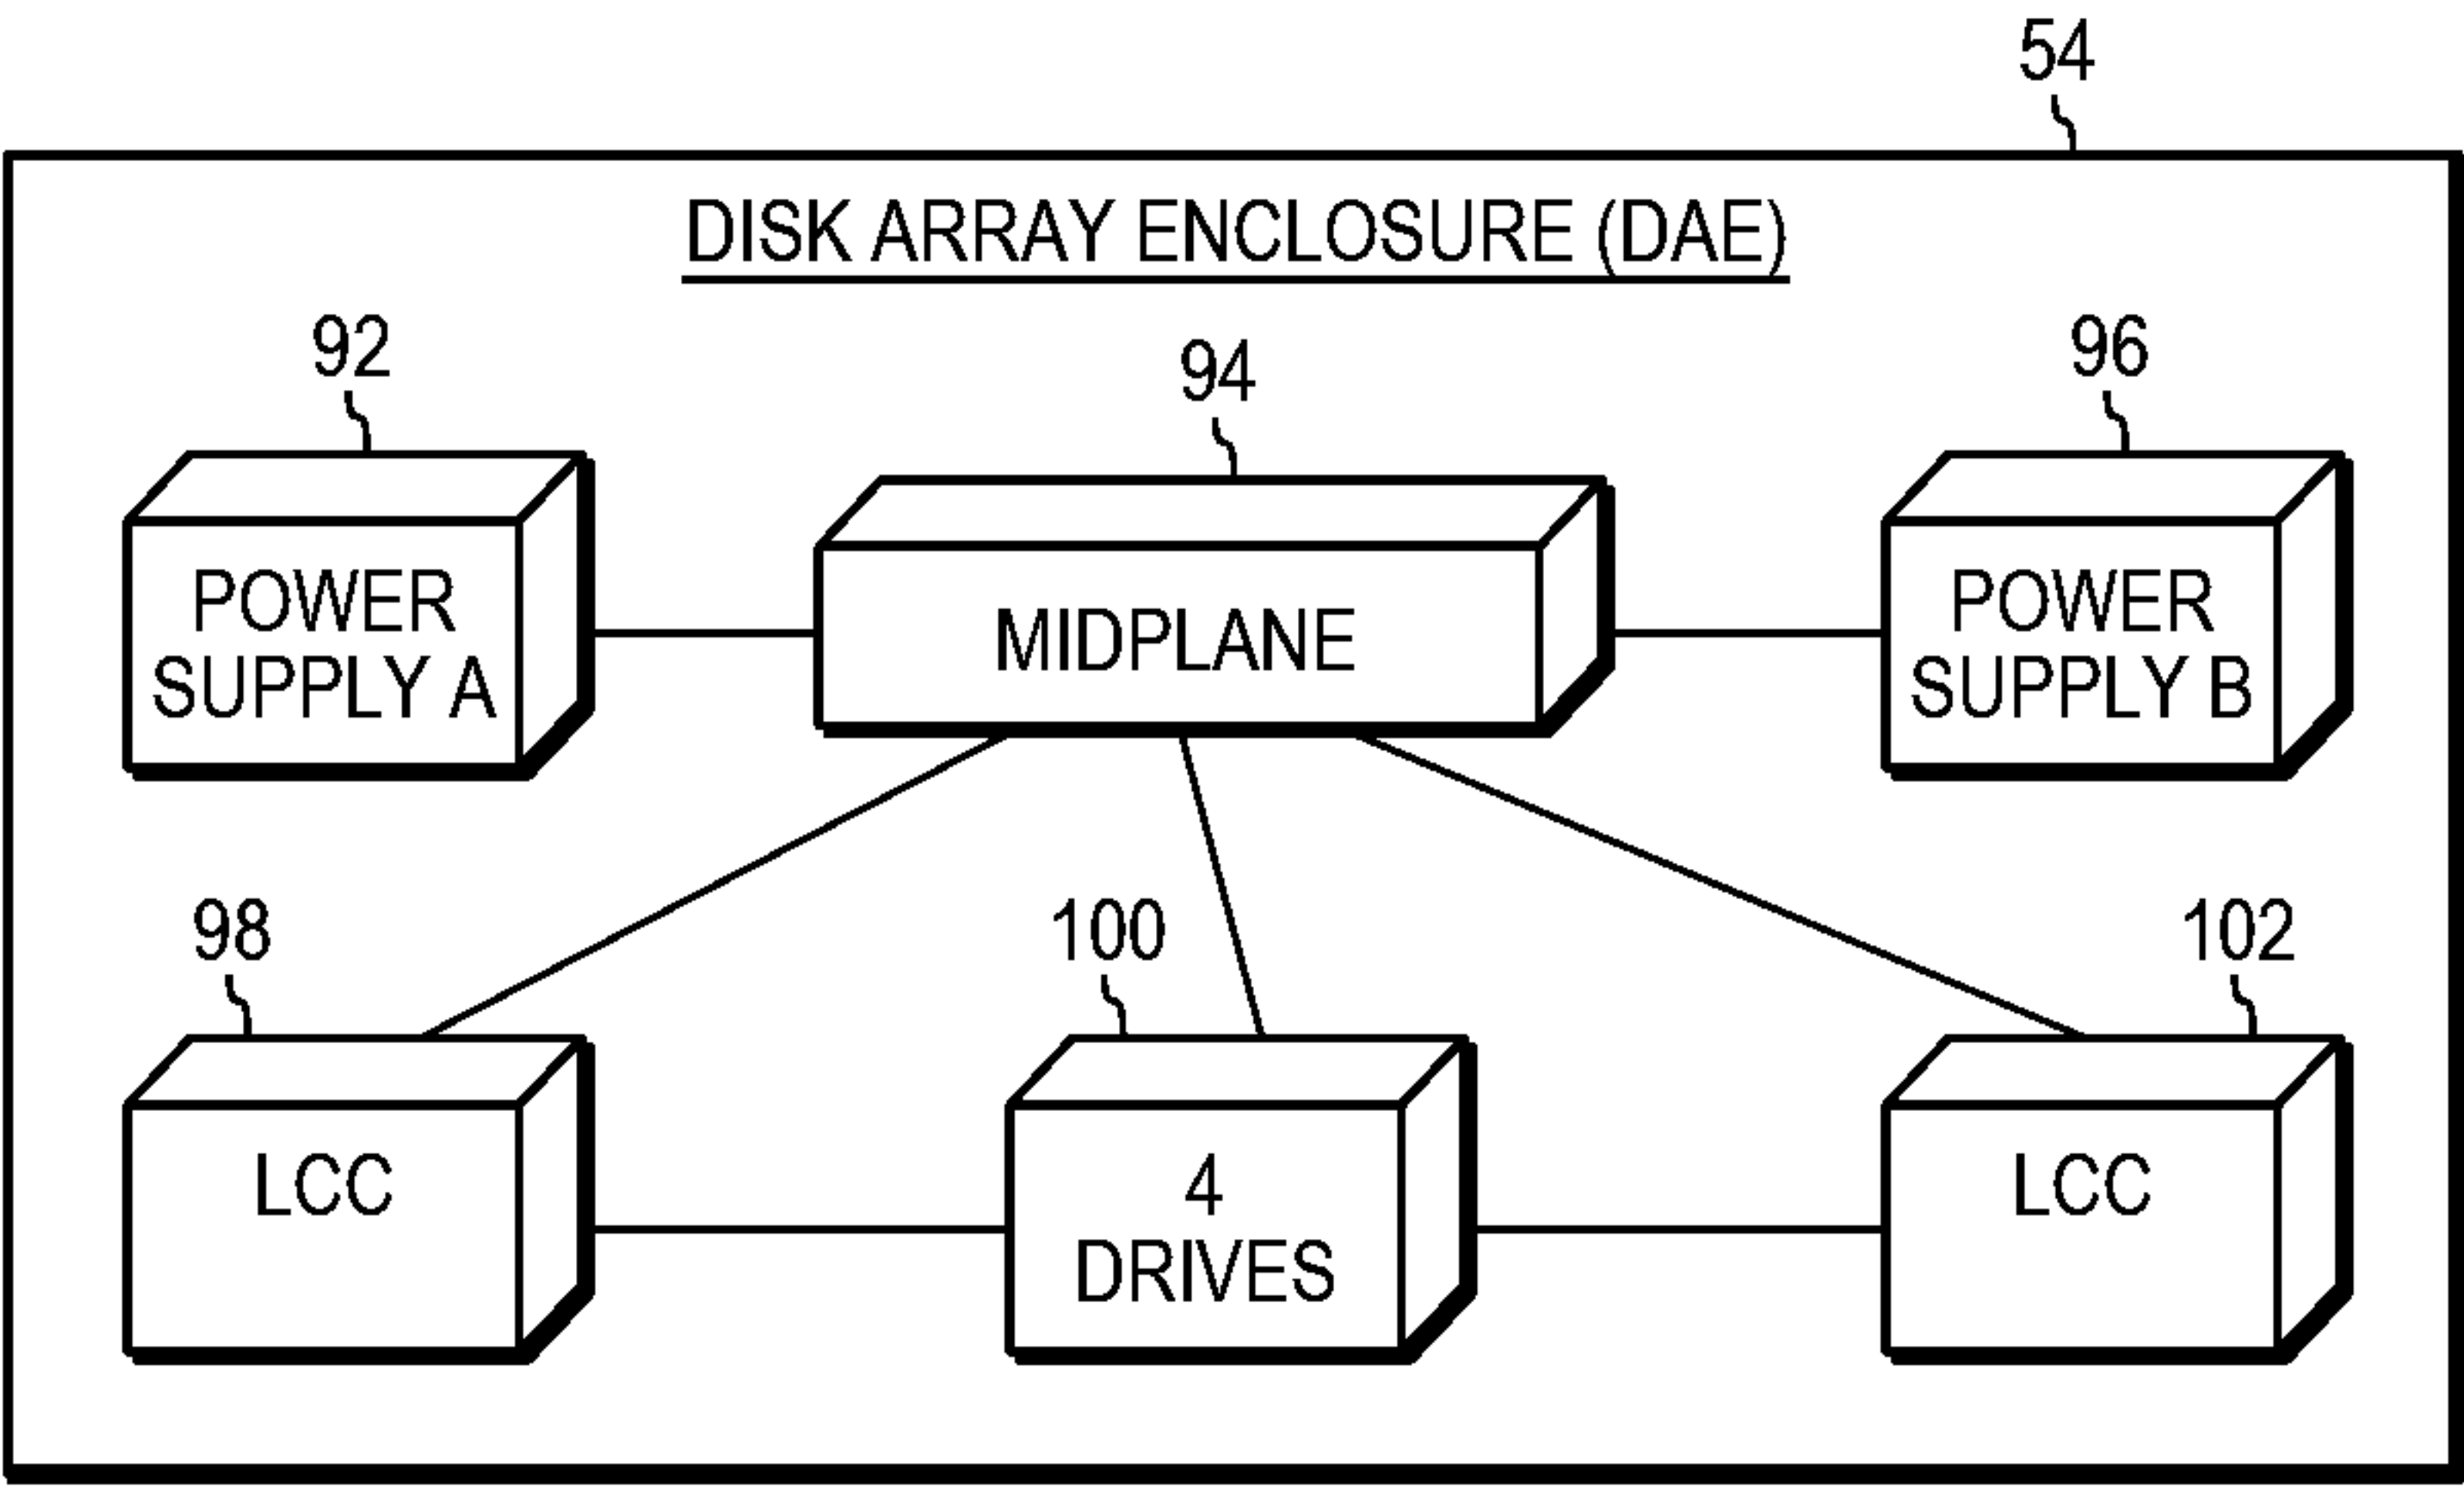 54
DISK ARRAY ENCLOSURE (DAE)
92
94
96
POWER
SUPPLY A
MIDPLANE
POWER
SUPPLY B
98
100
102
LCC
4
DRIVES
LCC